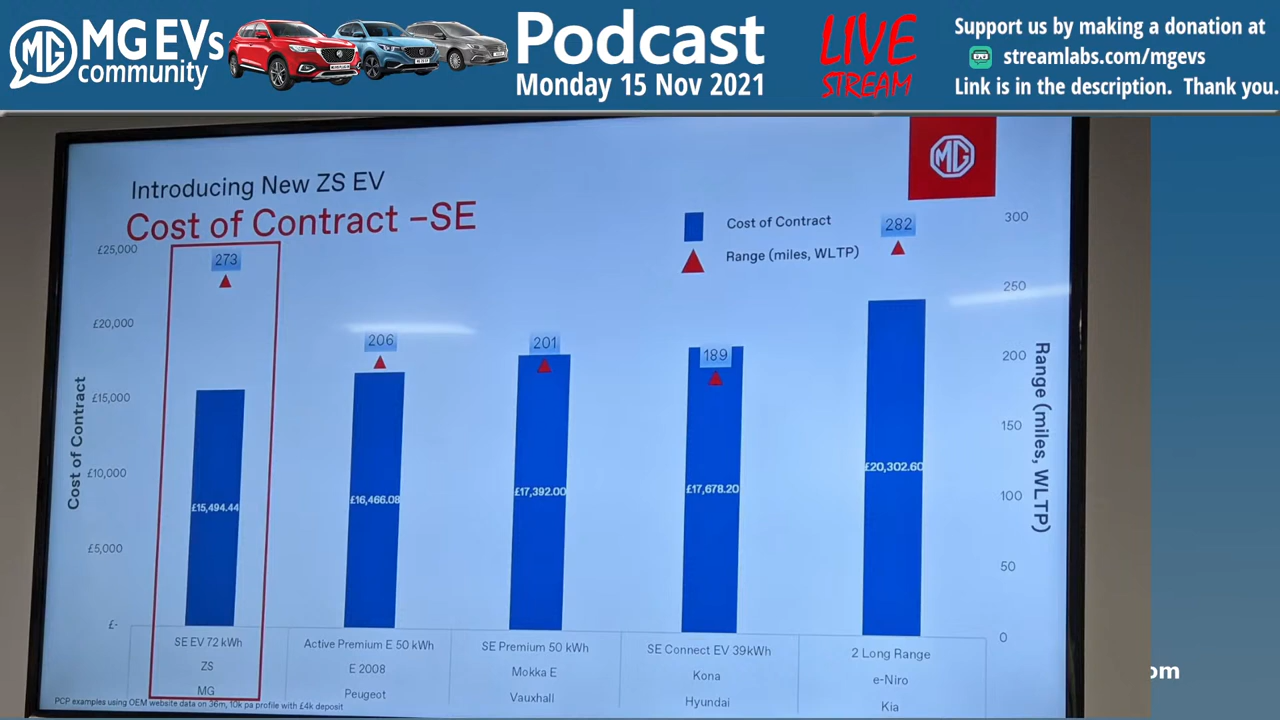 MG
MG EVs
community
Podcast
Monday 15 Nov 2021
LIVE
STREAM
Support us by making a donation at
streamlabs.com/mgevs
Link is in the description. Thank you.
MG
Introducing New ZS EV
Cost of Contract –SE
Cost of Contract
Range (miles, WLTP)
£25,000
£20,000
£15,000
£10,000
£5,000
£-
Cost of Contract
300
250
200
150
100
50
0
Range (miles, WLTP)
273
206
201
189
282
£15,494.44
£16,466.08
£17,392.00
£17,678.20
£20,302.60
SE EV 72 kWh
ZS
MG
Active Premium E 50 kWh
E 2008
Peugeot
SE Premium 50 kWh
Mokka E
Vauxhall
SE Connect EV 39kWh
Kona
Hyundai
2 Long Range
e-Niro
Kia
PCP examples using OEM website data on 36m, 10k pa profile with £4k deposit
om